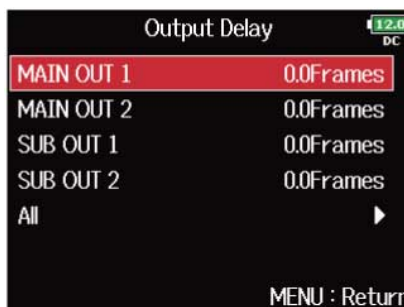 Output Delay
12.0
DC
MAIN OUT 1 0.0Frames
MAIN OUT 2 0.0Frames
SUB OUT 1 0.0Frames
SUB OUT 2 0.0Frames
All
MENU : Return